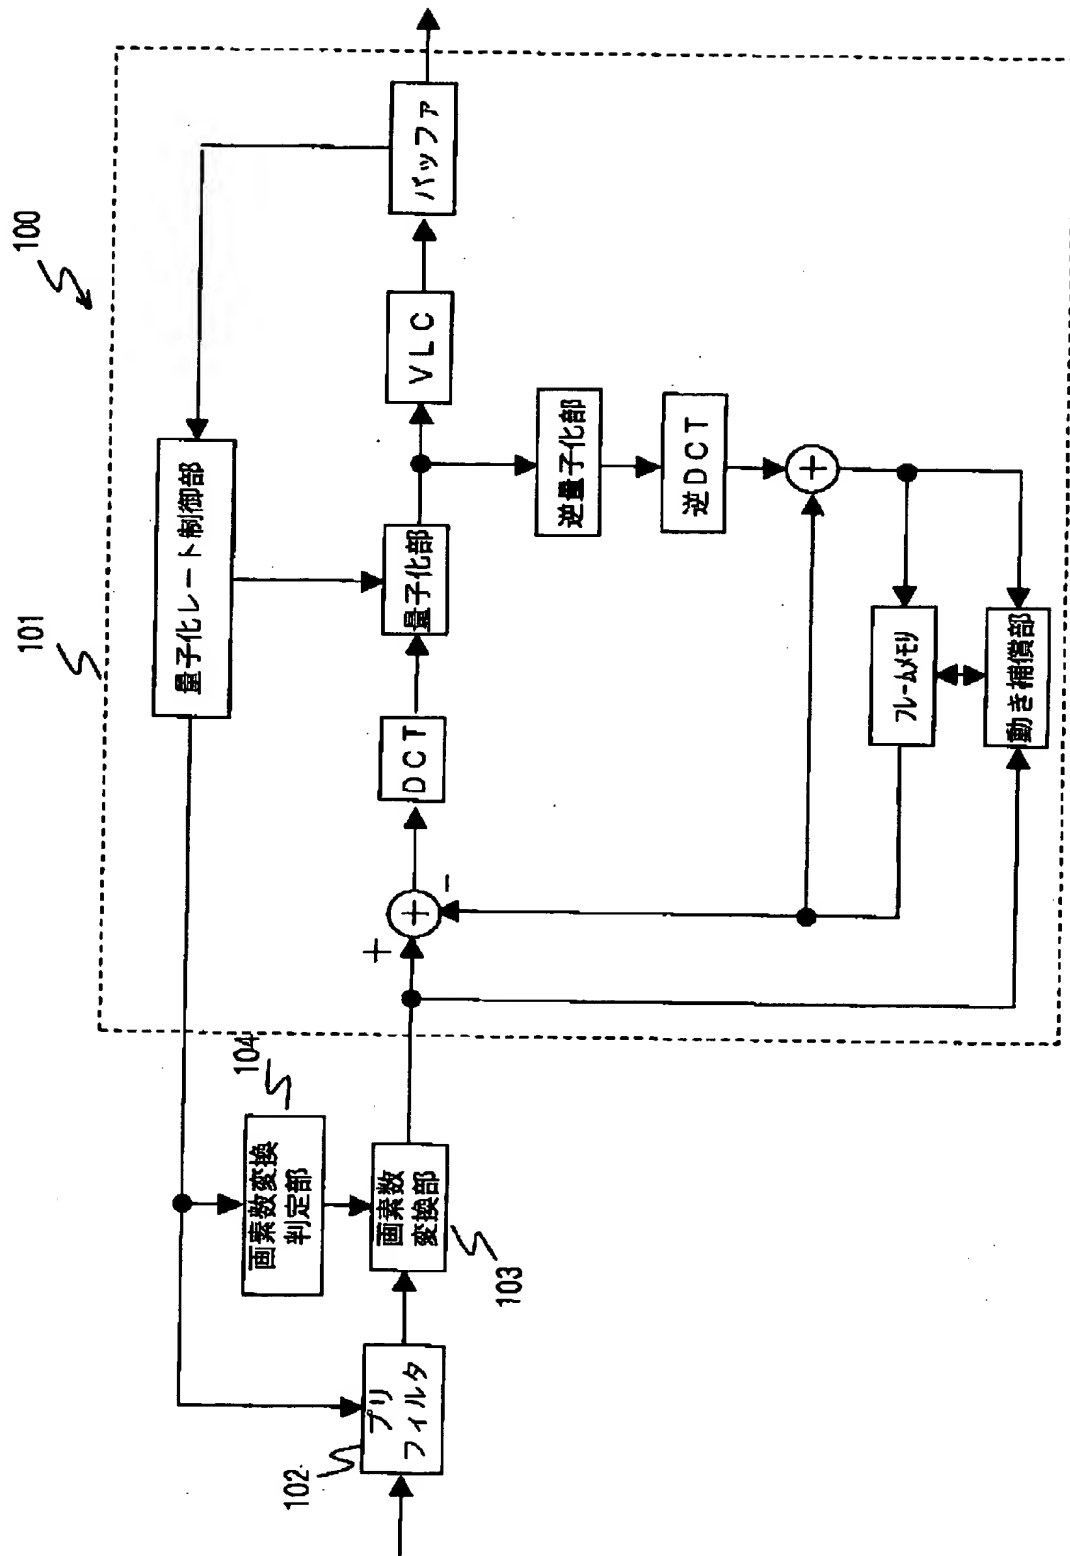 100
101
量子化レート制御部
104
画素数変換
判定部
102
プリ
フィルタ
画素数
変換部
103
+
-
+
DCT
量子化部
VLC
バッファ
逆量子化部
逆DCT
+
フレームメモリ
動き補償部